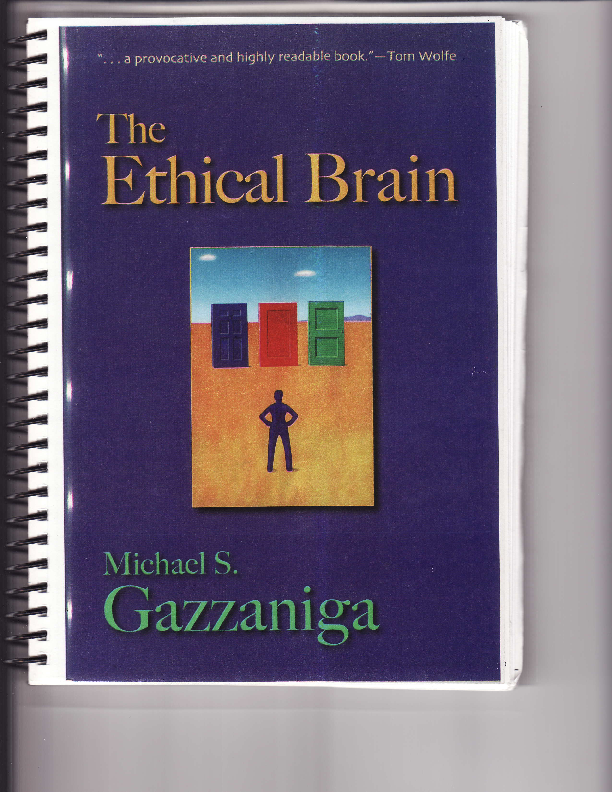 “. . . a provocative and highly readable book.”—Tom Wolfe
The
Ethical Brain
Michael S.
Gazzaniga